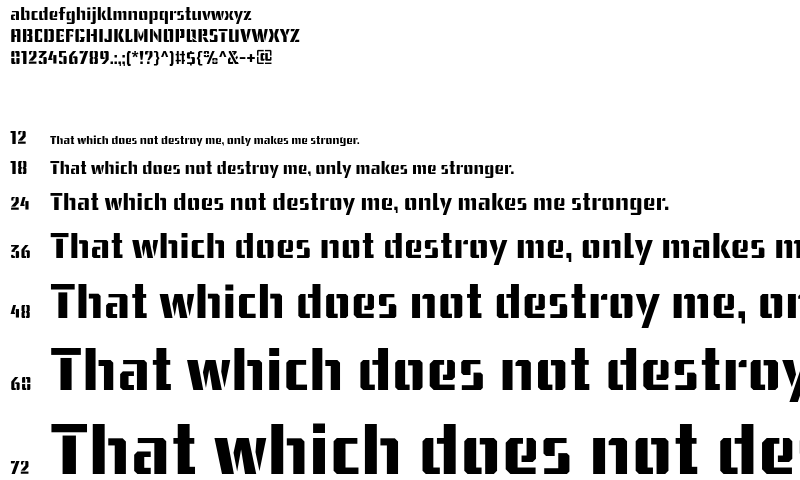 abcdefghijklmnopqrstuvwxyz
ABCDEFGHIJKLMNOPQRSTUVWXYZ
0123456789.:,;(*!?}^)#${%^&-+@
12 That which does not destroy me, only makes me stronger.
18 That which does not destroy me, only makes me stronger.
24 That which does not destroy me, only makes me stronger.
36 That which does not destroy me, only makes m
48 That which does not destroy me, on
60 That which does not destroy
72 That which does not de